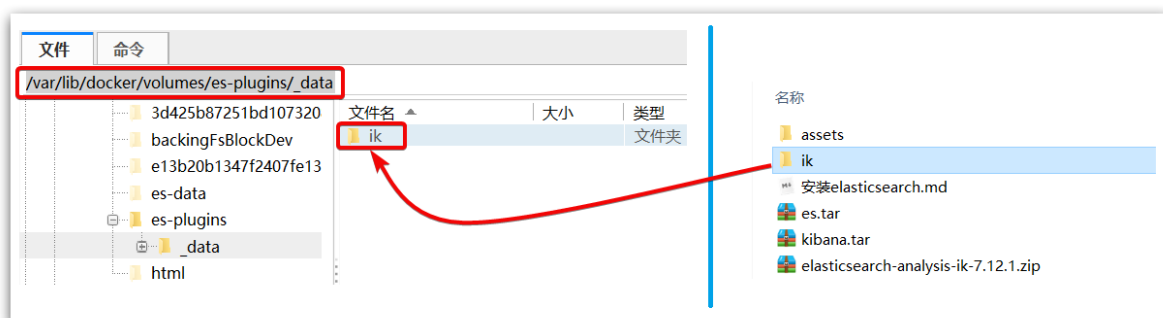 文件 命令
/var/lib/docker/volumes/es-plugins/_data
3d425b87251bd107320
backingFsBlockDev
e13b20b1347f2407fe13
es-data
es-plugins
_data
html
文件名 大小 类型
ik 文件夹
名称
assets
ik
安装elasticsearch.md
es.tar
kibana.tar
elasticsearch-analysis-ik-7.12.1.zip